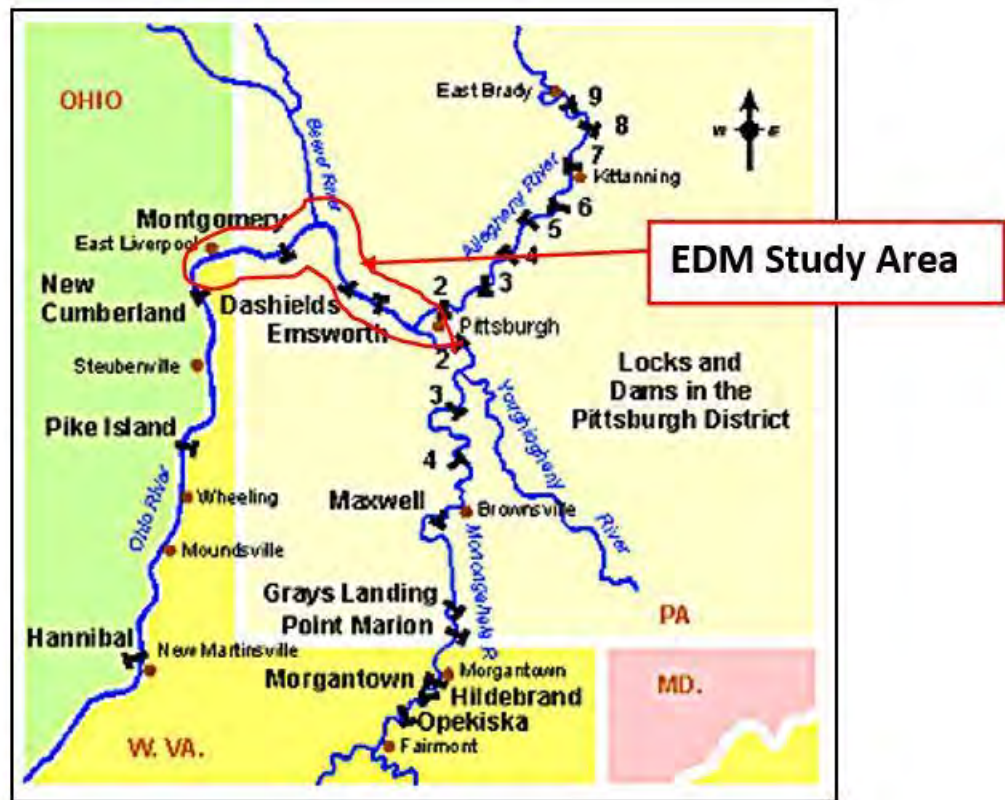 OHIO
Beaver River
East Brady
9
8
7
W
E
Kittanning
Allegheny River
6
5
4
3
2
Montgomery
East Liverpool
EDM Study Area
New
Cumberland
Dashields
Emsworth
Pittsburgh
2
Steubenville
Locks and
Dams in the
Pittsburgh District
3
Youghiogheny
River
Pike Island
4
Ohio River
Wheeling
Maxwell
Brownsville
Moundsville
Monongahela R
Grays Landing
Point Marion
PA
Hannibal
New Martinsville
Morgantown
Morgantown
Hildebrand
MD.
Opekiska
W. VA.
Fairmont